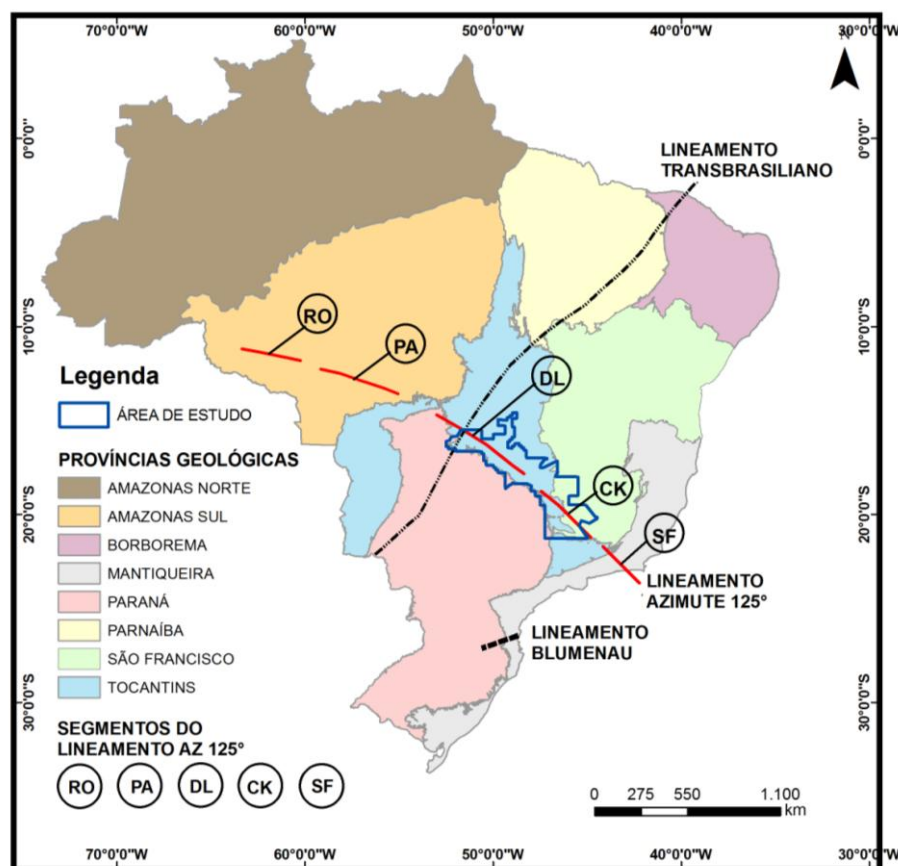 70°0'0"W 60°0'0"W 50°0'0"W 40°0'0"W 30°0'0"W
N
0°0'0"
10°0'0"S
20°0'0"S
30°0'0"S
LINEAMENTO
TRANSBRASILIANO
RO
PA
DL
CK
SF
LINEAMENTO
AZIMUTE 125°
LINEAMENTO
BLUMENAU
Legenda
ÁREA DE ESTUDO
PROVÍNCIAS GEOLÓGICAS
AMAZONAS NORTE
AMAZONAS SUL
BORBOREMA
MANTIQUEIRA
PARANÁ
PARNAÍBA
SÃO FRANCISCO
TOCANTINS
SEGMENTOS DO
LINEAMENTO AZ 125°
RO PA DL CK SF
0 275 550 1.100
km
0°0'0"
10°0'0"S
20°0'0"S
30°0'0"S
70°0'0"W 60°0'0"W 50°0'0"W 40°0'0"W 30°0'0"W